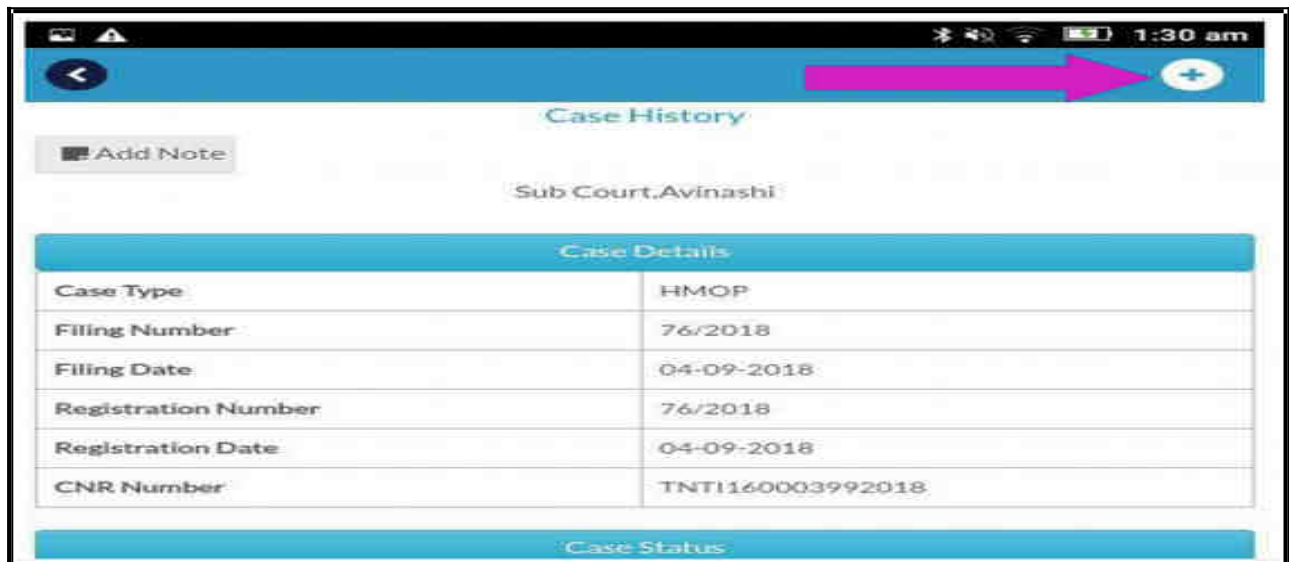 1:30 am
Case History
Add Note
Sub Court,Avinashi
Case Details
Case Type HMOP
Filing Number 76/2018
Filing Date 04-09-2018
Registration Number 76/2018
Registration Date 04-09-2018
CNR Number TNTI160003992018
Case Status